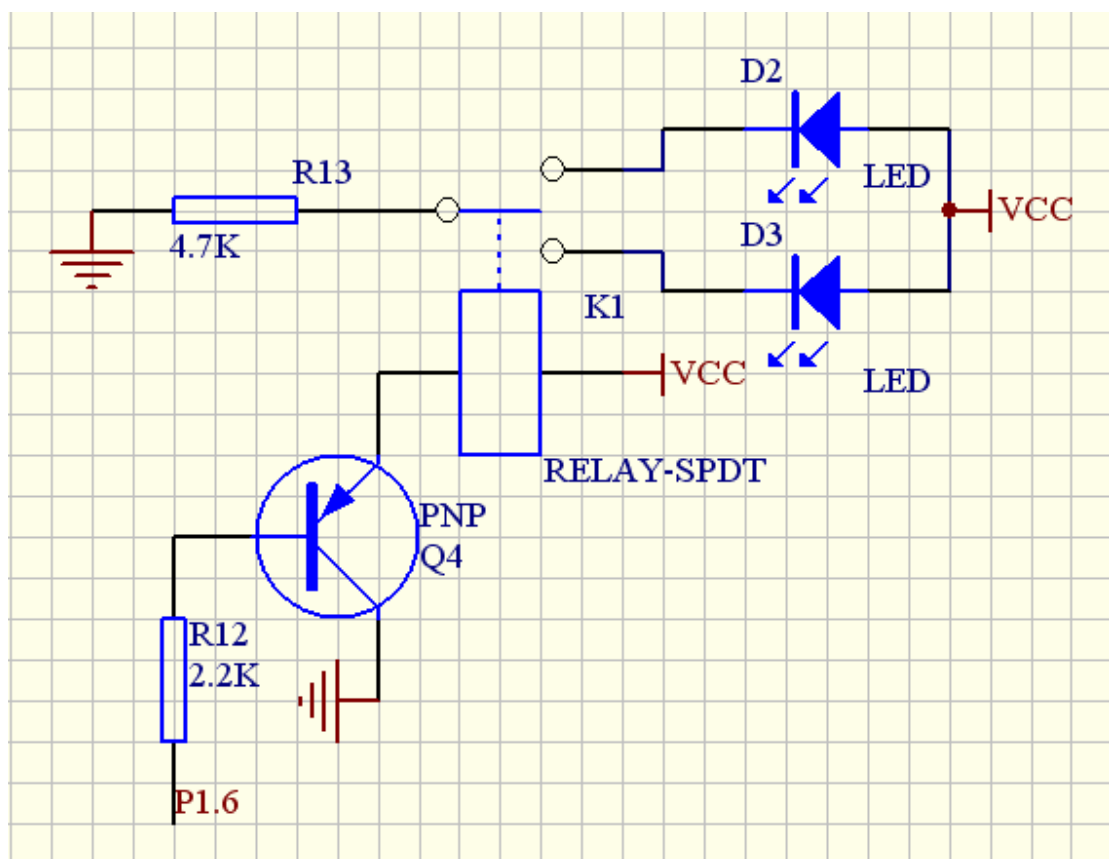 D2
R13
LED
VCC
4.7K
D3
K1
VCC
LED
RELAY-SPDT
PNP
Q4
R12
2.2K
P1.6